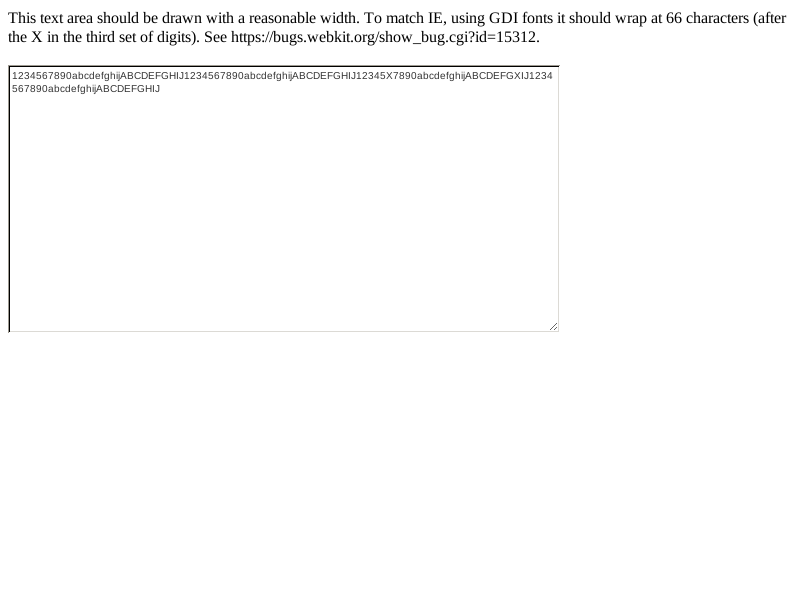 This text area should be drawn with a reasonable width. To match IE, using GDI fonts it should wrap at 66 characters (after
the X in the third set of digits). See https://bugs.webkit.org/show_bug.cgi?id=15312.
1234567890abcdefghijABCDEFGHIJ1234567890abcdefghijABCDEFGHIJ12345X7890abcdefghijABCDEFGXIJ1234
567890abcdefghijABCDEFGHIJ